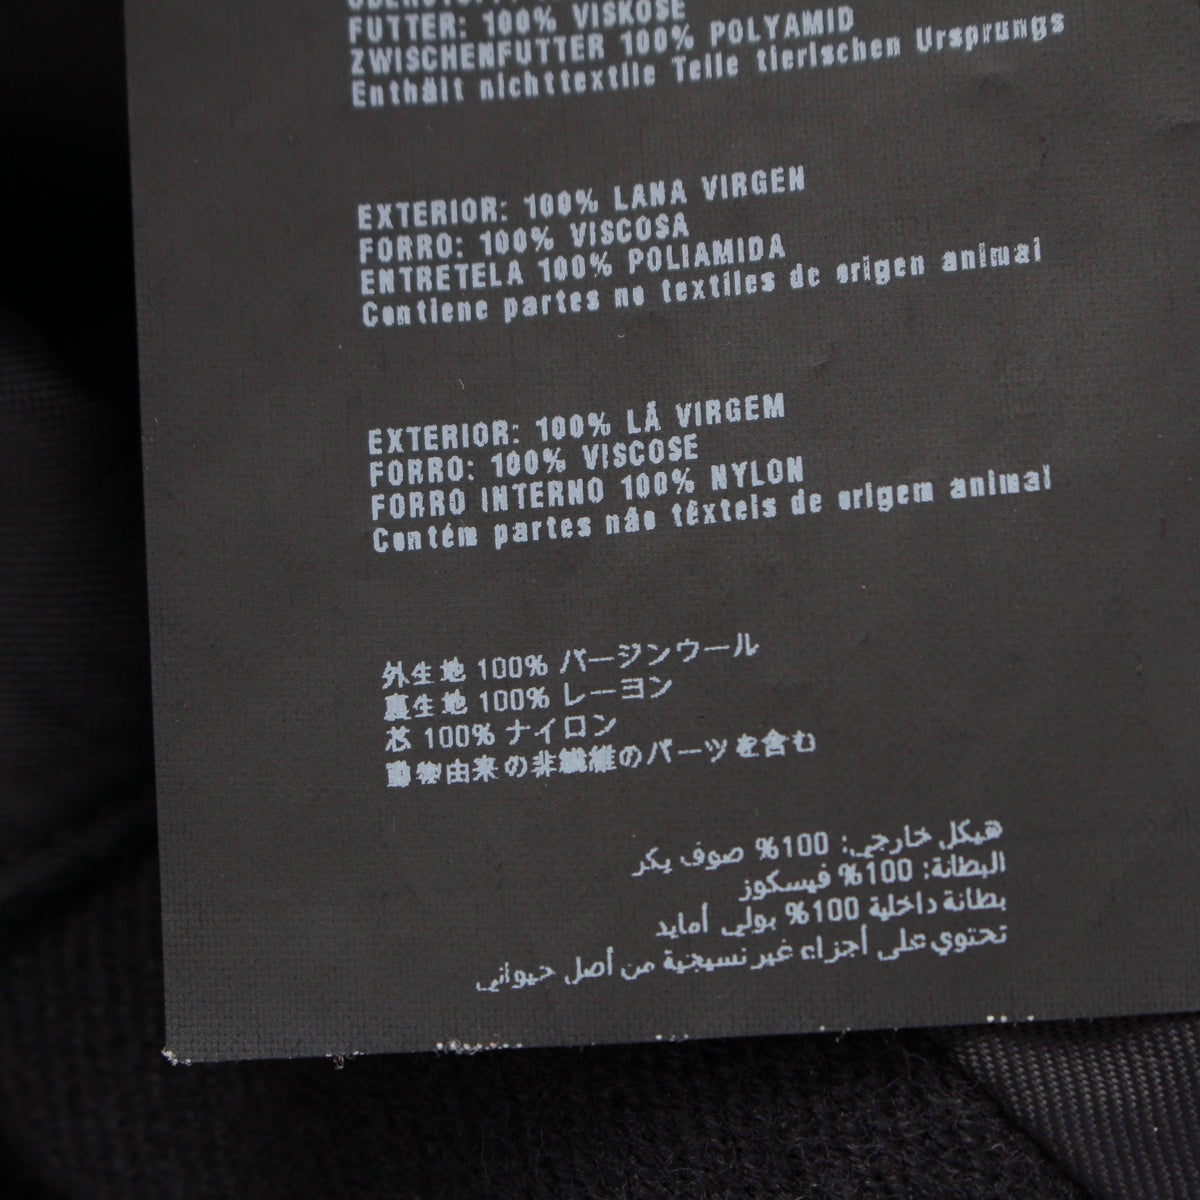 FUTTER: 100% VISKOSE
ZWISCHENFUTTER 100% POLYAMID
Enthält nichttextile Teile tierischen Ursprungs
EXTERIOR: 100% LANA VIRGEN
FORRO: 100% VISCOSA
ENTRETELA 100% POLIAMIDA
Contiene partes no textiles de origen animal
EXTERIOR: 100% LÃ VIRGEM
FORRO: 100% VISCOSE
FORRO INTERNO 100% NYLON
Contém partes não têxteis de origem animal
外生地 100% バージンウール
裏生地 100% レーヨン
芯 100% ナイロン
動物由来の非繊維のパーツを含む
هيكل خارجي: 100% صوف بكر
البطانة: 100% فيسكوز
بطانة داخلية 100% بولي أمايد
تحتوي على أجزاء غير نسيجية من أصل حيواني